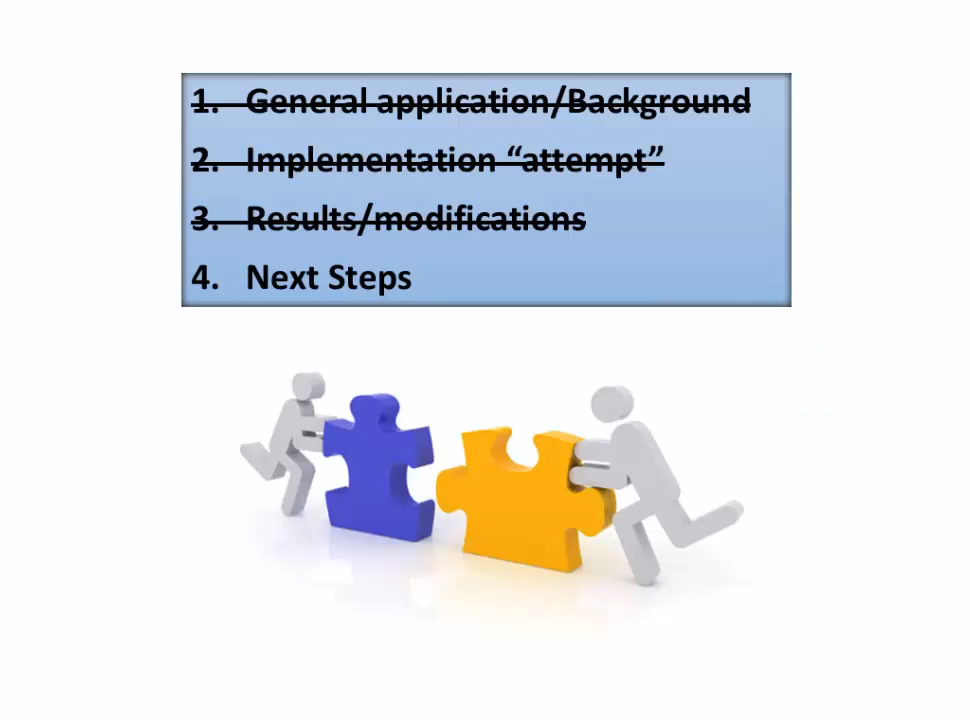 1. General application/Background
2. Implementation “attempt”
3. Results/modifications
4. Next Steps